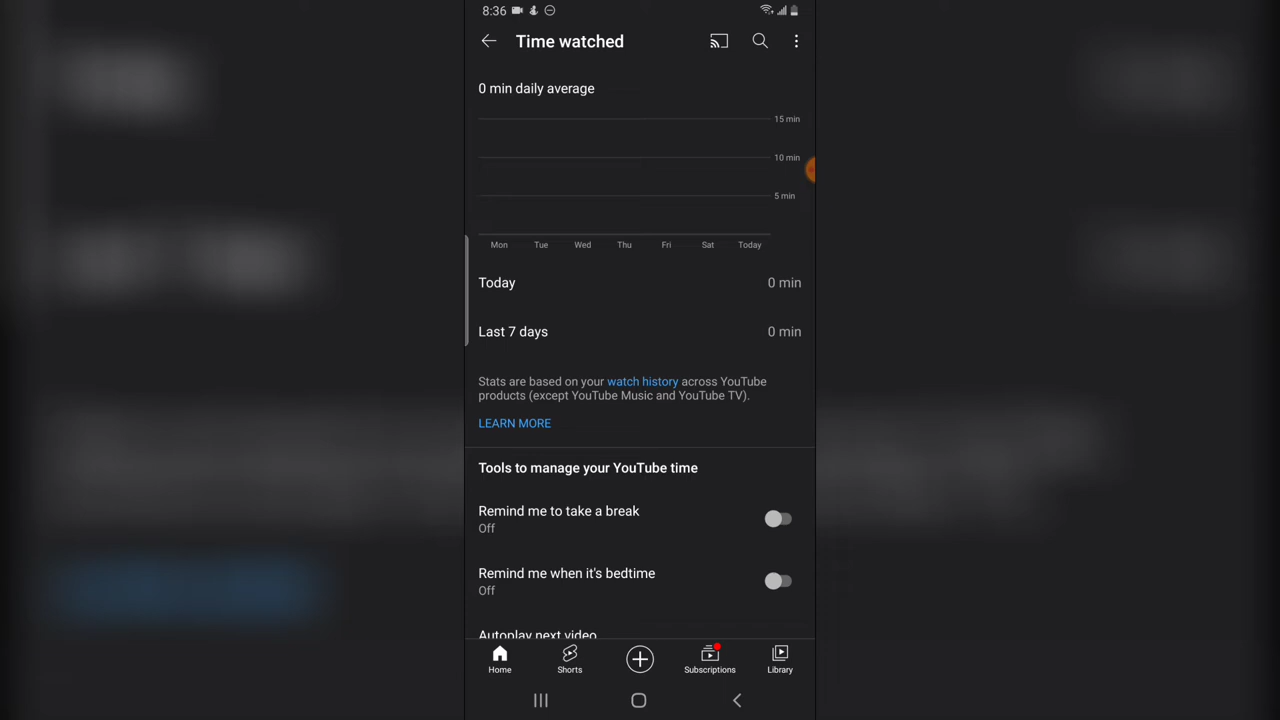 8:36
Time watched
0 min daily average
15 min
10 min
5 min
Mon Tue Wed Thu Fri Sat Today
Today 0 min
Last 7 days 0 min
Stats are based on your watch history across YouTube
products (except YouTube Music and YouTube TV).
LEARN MORE
Tools to manage your YouTube time
Remind me to take a break
Off
Remind me when it's bedtime
Off
Autoplay next video
Home Shorts Subscriptions Library